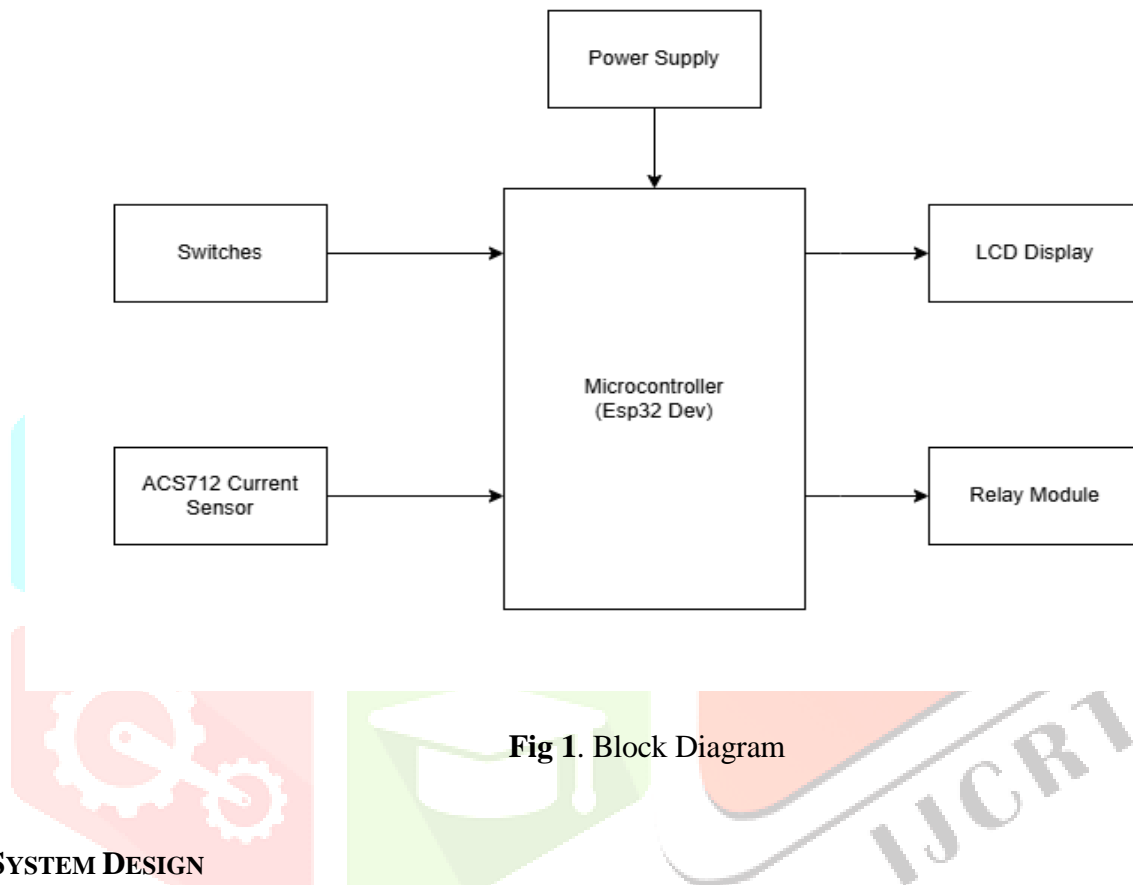 Power Supply
Switches
LCD Display
Microcontroller
(Esp32 Dev)
ACS712 Current
Sensor
Relay Module
Fig 1. Block Diagram
IJCRT
SYSTEM DESIGN